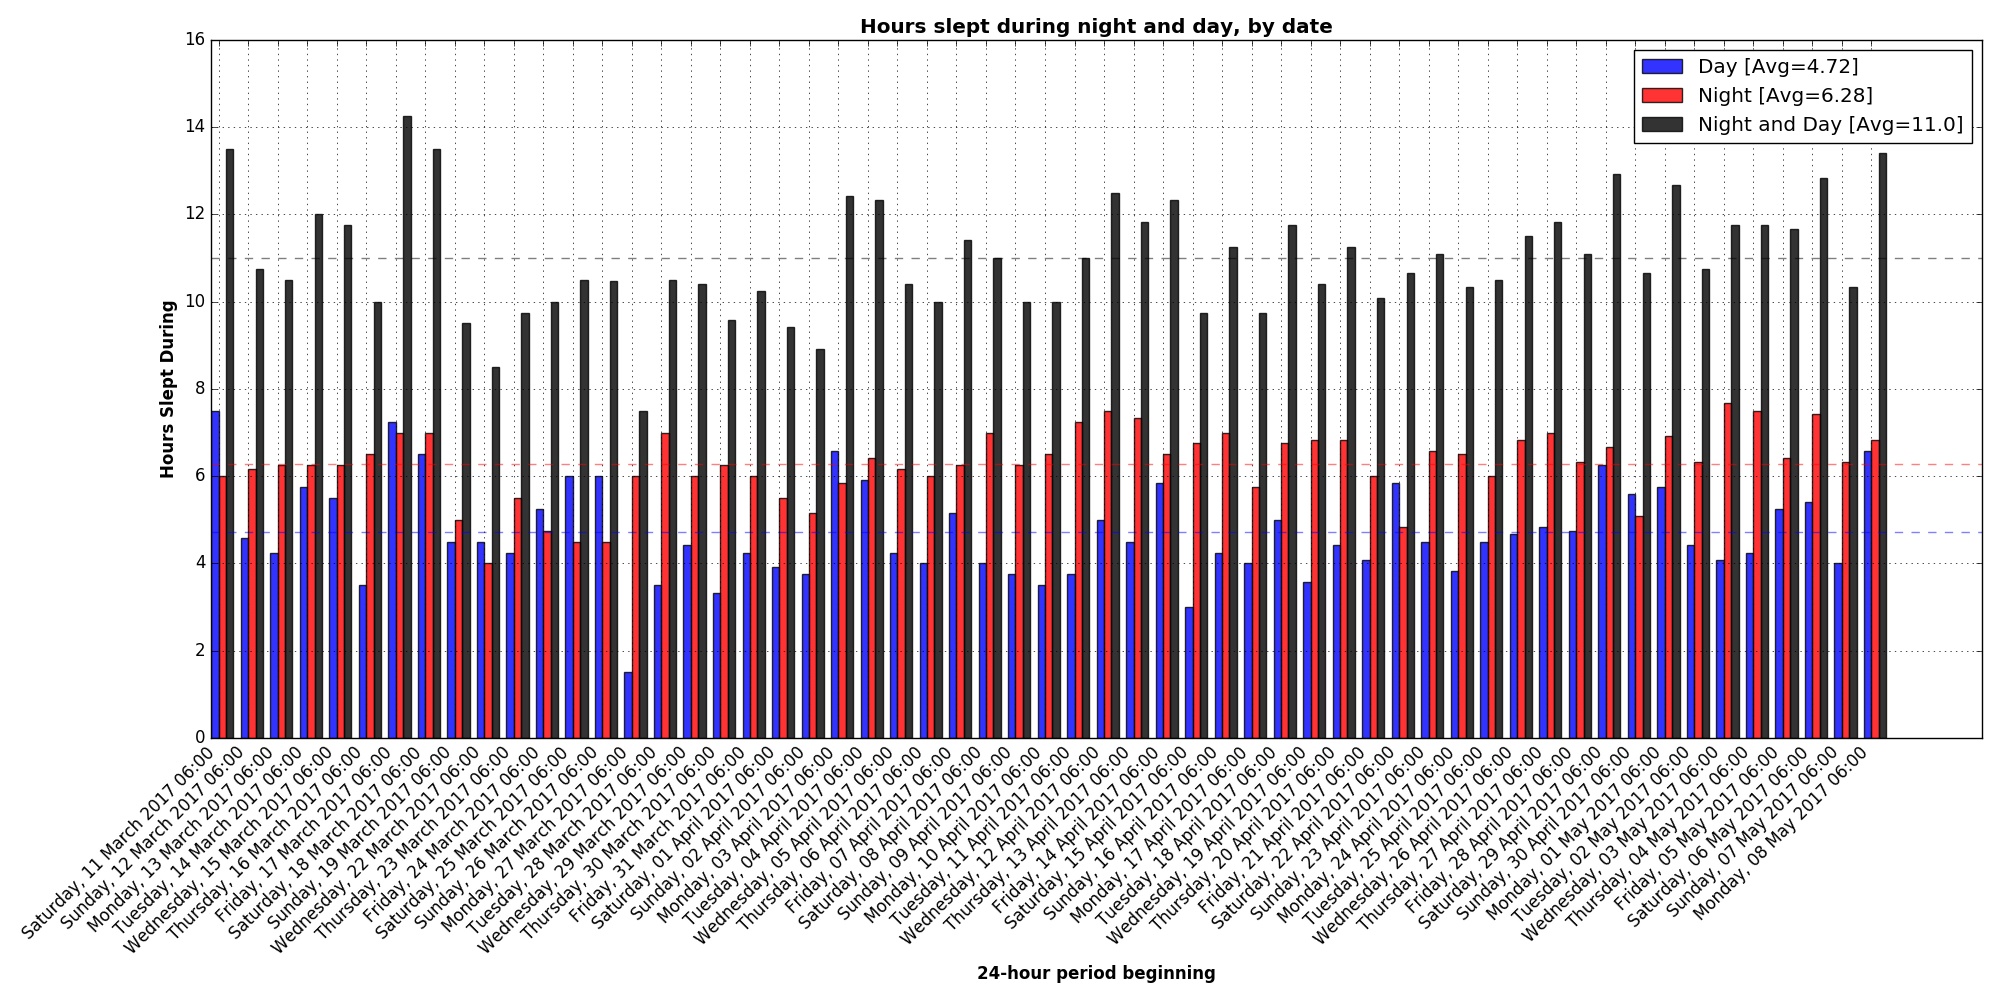 Hours slept during night and day, by date
Day [Avg=4.72]
Night [Avg=6.28]
Night and Day [Avg=11.0]
16
14
12
10
8
6
4
2
0
Hours Slept During
Saturday, 11 March 2017 06:00
Sunday, 12 March 2017 06:00
Monday, 13 March 2017 06:00
Tuesday, 14 March 2017 06:00
Wednesday, 15 March 2017 06:00
Thursday, 16 March 2017 06:00
Friday, 17 March 2017 06:00
Saturday, 18 March 2017 06:00
Sunday, 19 March 2017 06:00
Wednesday, 22 March 2017 06:00
Thursday, 23 March 2017 06:00
Friday, 24 March 2017 06:00
Saturday, 25 March 2017 06:00
Sunday, 26 March 2017 06:00
Monday, 27 March 2017 06:00
Tuesday, 28 March 2017 06:00
Wednesday, 29 March 2017 06:00
Thursday, 30 March 2017 06:00
Friday, 31 March 2017 06:00
Saturday, 01 April 2017 06:00
Sunday, 02 April 2017 06:00
Monday, 03 April 2017 06:00
Tuesday, 04 April 2017 06:00
Wednesday, 05 April 2017 06:00
Thursday, 06 April 2017 06:00
Friday, 07 April 2017 06:00
Saturday, 08 April 2017 06:00
Sunday, 09 April 2017 06:00
Monday, 10 April 2017 06:00
Tuesday, 11 April 2017 06:00
Wednesday, 12 April 2017 06:00
Thursday, 13 April 2017 06:00
Friday, 14 April 2017 06:00
Saturday, 15 April 2017 06:00
Sunday, 16 April 2017 06:00
Monday, 17 April 2017 06:00
Tuesday, 18 April 2017 06:00
Wednesday, 19 April 2017 06:00
Thursday, 20 April 2017 06:00
Friday, 21 April 2017 06:00
Saturday, 22 April 2017 06:00
Sunday, 23 April 2017 06:00
Monday, 24 April 2017 06:00
Tuesday, 25 April 2017 06:00
Wednesday, 26 April 2017 06:00
Thursday, 27 April 2017 06:00
Friday, 28 April 2017 06:00
Saturday, 29 April 2017 06:00
Sunday, 30 April 2017 06:00
Monday, 01 May 2017 06:00
Tuesday, 02 May 2017 06:00
Wednesday, 03 May 2017 06:00
Thursday, 04 May 2017 06:00
Friday, 05 May 2017 06:00
Saturday, 06 May 2017 06:00
Sunday, 07 May 2017 06:00
Monday, 08 May 2017 06:00
24-hour period beginning